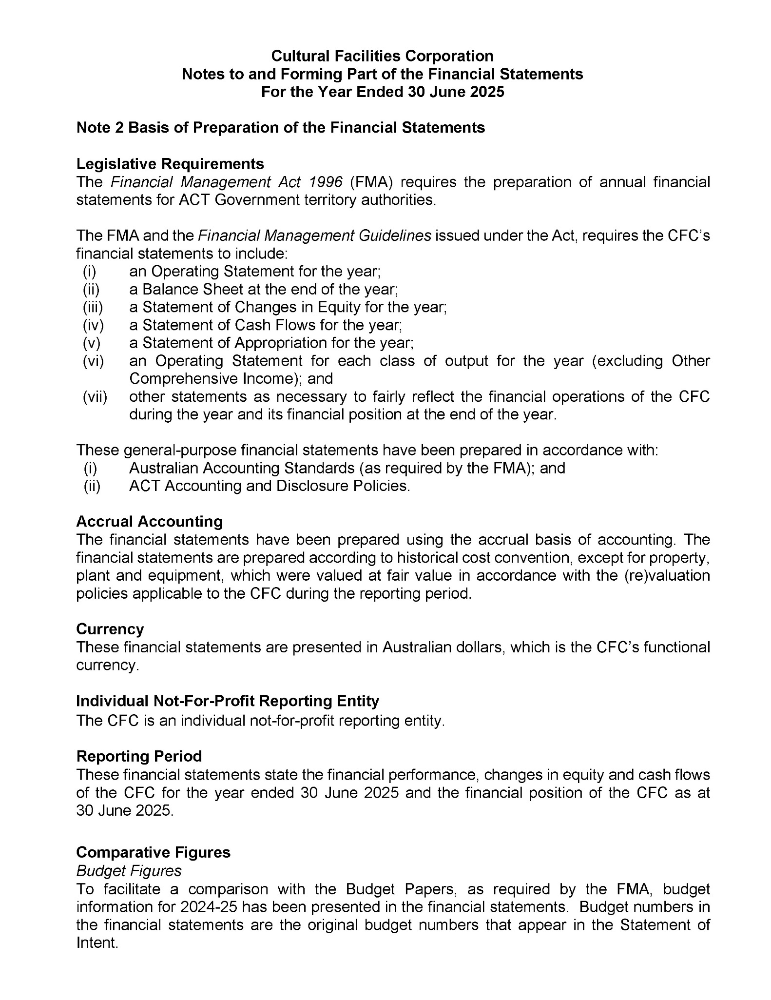 Cultural Facilities Corporation
Notes to and Forming Part of the Financial Statements
For the Year Ended 30 June 2025
Note 2 Basis of Preparation of the Financial Statements
Legislative Requirements
The Financial Management Act 1996 (FMA) requires the preparation of annual financial
statements for ACT Government territory authorities.
The FMA and the Financial Management Guidelines issued under the Act, requires the CFC’s
financial statements to include:
(i) an Operating Statement for the year;
(ii) a Balance Sheet at the end of the year;
(iii) a Statement of Changes in Equity for the year;
(iv) a Statement of Cash Flows for the year;
(v) a Statement of Appropriation for the year;
(vi) an Operating Statement for each class of output for the year (excluding Other
Comprehensive Income); and
(vii) other statements as necessary to fairly reflect the financial operations of the CFC
during the year and its financial position at the end of the year.
These general-purpose financial statements have been prepared in accordance with:
(i) Australian Accounting Standards (as required by the FMA); and
(ii) ACT Accounting and Disclosure Policies.
Accrual Accounting
The financial statements have been prepared using the accrual basis of accounting. The
financial statements are prepared according to historical cost convention, except for property,
plant and equipment, which were valued at fair value in accordance with the (re)valuation
policies applicable to the CFC during the reporting period.
Currency
These financial statements are presented in Australian dollars, which is the CFC’s functional
currency.
Individual Not-For-Profit Reporting Entity
The CFC is an individual not-for-profit reporting entity.
Reporting Period
These financial statements state the financial performance, changes in equity and cash flows
of the CFC for the year ended 30 June 2025 and the financial position of the CFC as at
30 June 2025.
Comparative Figures
Budget Figures
To facilitate a comparison with the Budget Papers, as required by the FMA, budget
information for 2024-25 has been presented in the financial statements.  Budget numbers in
the financial statements are the original budget numbers that appear in the Statement of
Intent.